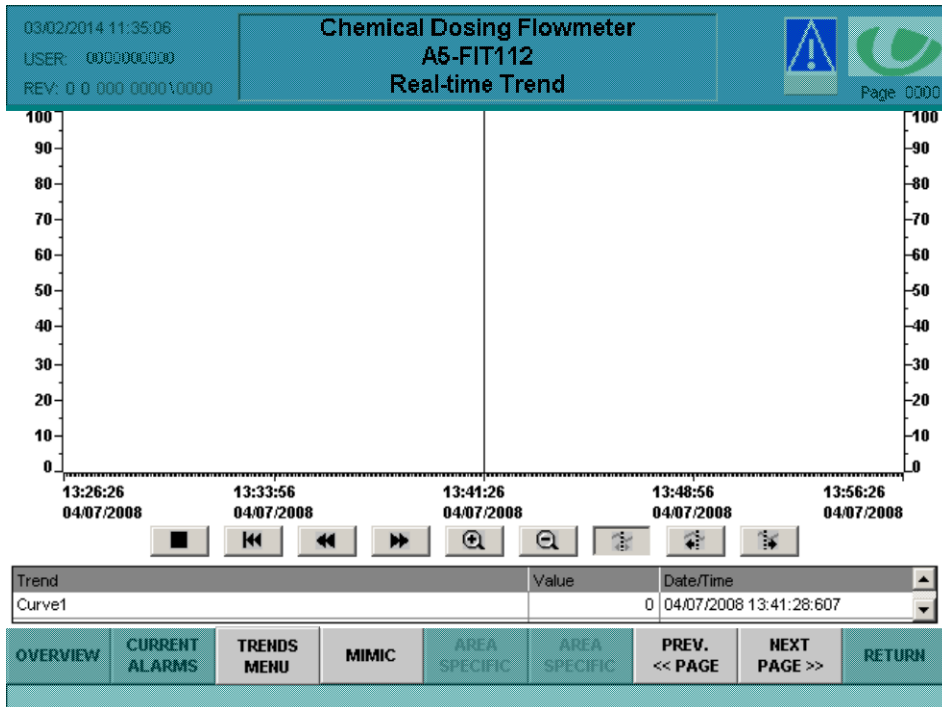 03/02/2014 11:35:06
USER: 0000000000
REV: 0 0 000 0000\0000
Chemical Dosing Flowmeter
A5-FIT112
Real-time Trend
Page 0000
100 100
90 90
80 80
70 70
60 60
50 50
40 40
30 30
20 20
10 10
0 0
13:26:26 13:33:56 13:41:26 13:48:56 13:56:26
04/07/2008 04/07/2008 04/07/2008 04/07/2008 04/07/2008
Trend Value Date/Time
Curve1 0 04/07/2008 13:41:28:607
OVERVIEW
CURRENT
ALARMS
TRENDS
MENU
MIMIC
AREA
SPECIFIC
AREA
SPECIFIC
PREV.
<< PAGE
NEXT
PAGE >>
RETURN